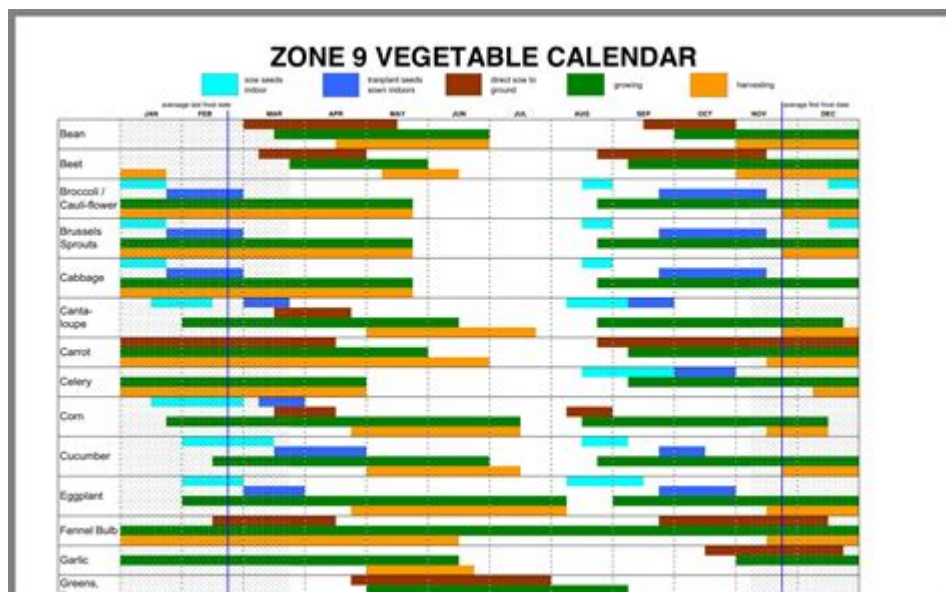 ZONE 9 VEGETABLE CALENDAR
sow seeds
indoor
transplant seeds
sown indoors
direct sow to
ground
growing
harvesting
average last frost date
average first frost date
JAN FEB MAR APR MAY JUN JUL AUG SEP OCT NOV DEC
Bean
Beet
Broccoli /
Cauli-flower
Brussels
Sprouts
Cabbage
Canta-
loupe
Carrot
Celery
Corn
Cucumber
Eggplant
Fennel Bulb
Garlic
Greens,